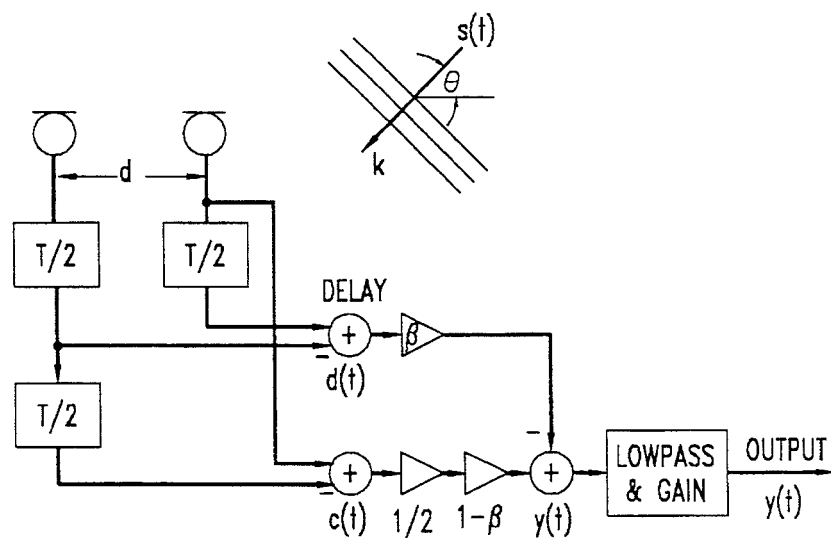 s(t)
θ
k
d
T/2
T/2
DELAY
+
β
−
d(t)
T/2
−
+
+
−
c(t)
1/2
1-β
y(t)
LOWPASS
& GAIN
OUTPUT
y(t)